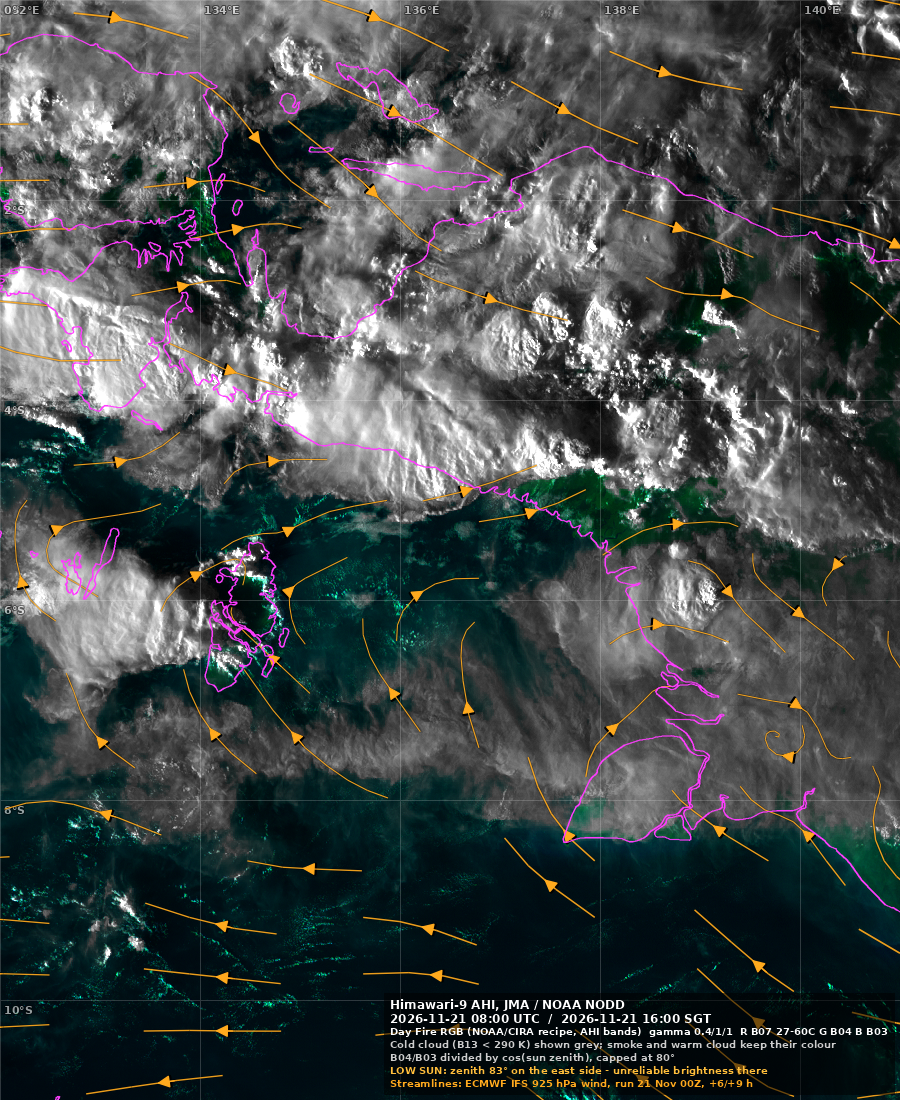 032°E 134°E 136°E 138°E 140°E
2°S
4°S
6°S
8°S
10°S
Himawari-9 AHI, JMA / NOAA NODD
2026-11-21 08:00 UTC / 2026-11-21 16:00 SGT
Day Fire RGB (NOAA/CIRA recipe, AHI bands) gamma 0.4/1/1 R B07 27-60C G B04 B B03
Cold cloud (B13 < 290 K) shown grey; smoke and warm cloud keep their colour
B04/B03 divided by cos(sun zenith), capped at 80°
LOW SUN: zenith 83° on the east side - unreliable brightness there
Streamlines: ECMWF IFS 925 hPa wind, run 21 Nov 00Z, +6/+9 h